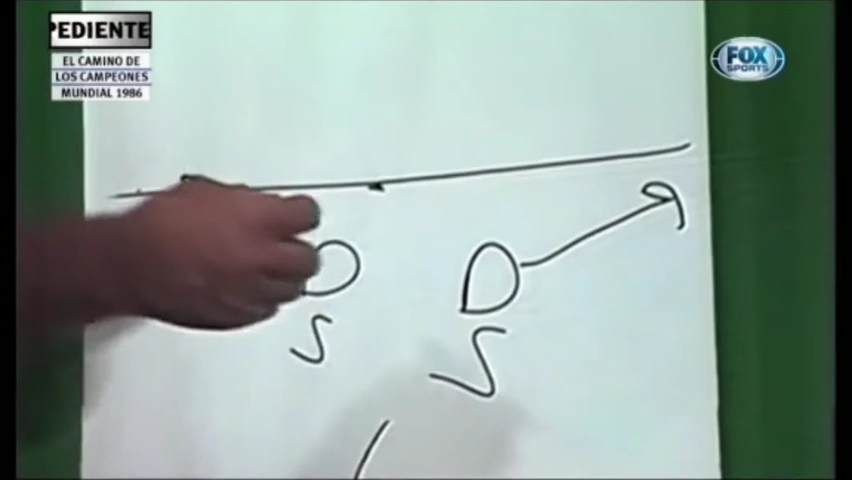 PEDIENTE
EL CAMINO DE
LOS CAMPEONES
MUNDIAL 1986
FOX
SPORTS
D
S
S